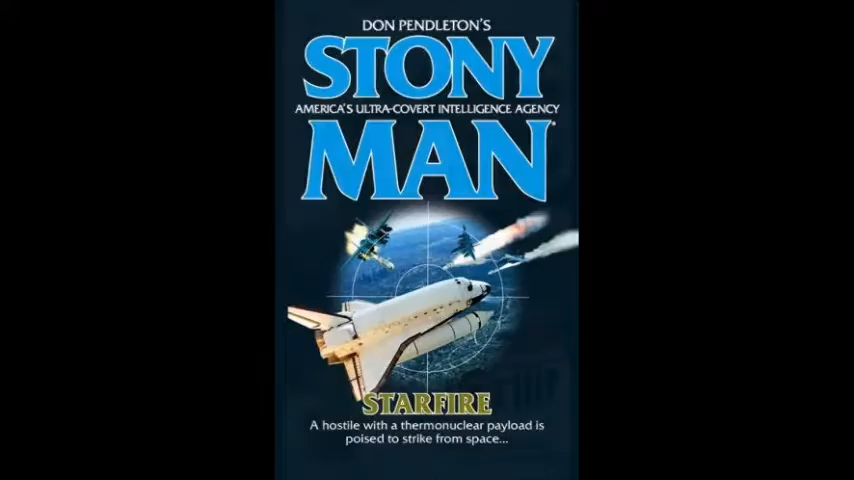 DON PENDLETON'S
STONY
AMERICA'S ULTRA-COVERT INTELLIGENCE AGENCY
MAN
STARFIRE
A hostile with a thermonuclear payload is
poised to strike from space...